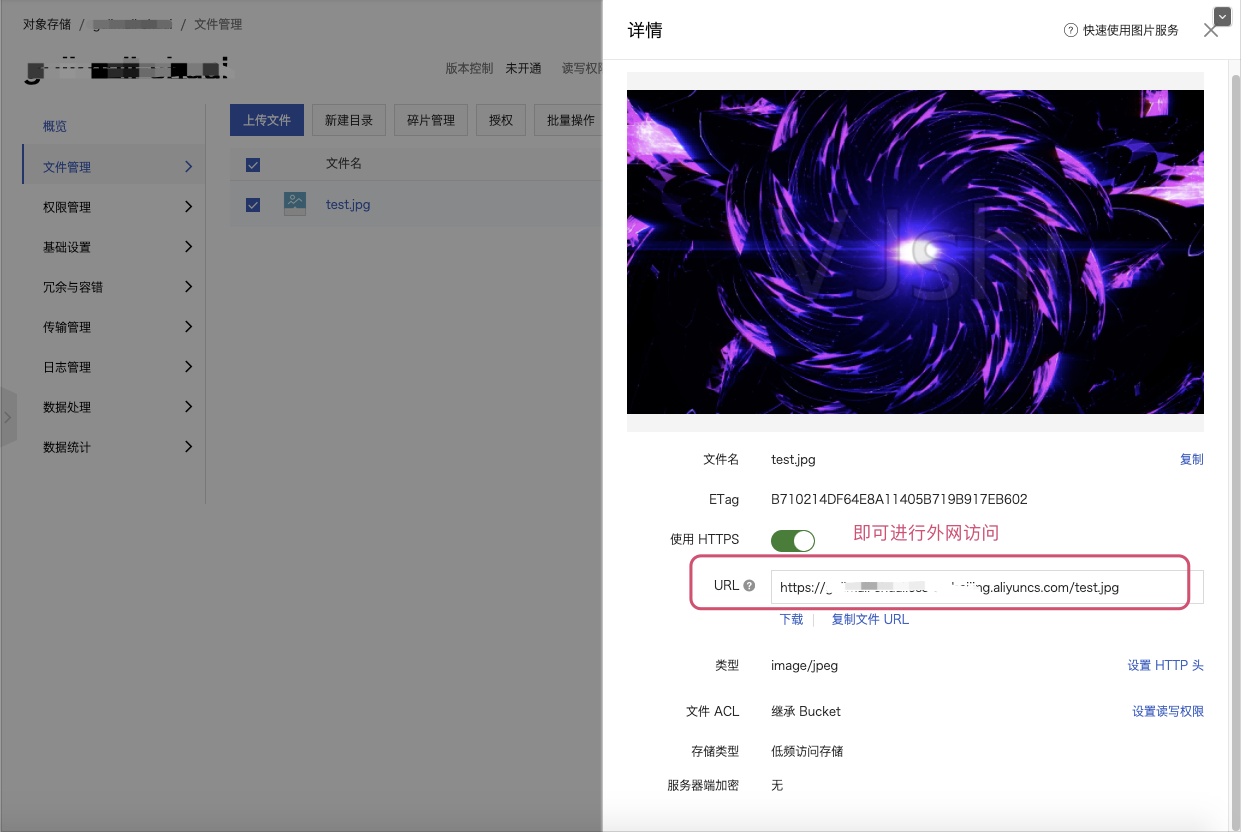 对象存储 / / 文件管理
版本控制 未开通 读写权限
概览
文件管理
权限管理
基础设置
冗余与容错
传输管理
日志管理
数据处理
数据统计
上传文件 新建目录 碎片管理 授权 批量操作
文件名
test.jpg
详情
? 快速使用图片服务
VJshi
文件名 test.jpg 复制
ETag B710214DF64E8A11405B719B917EB602
使用 HTTPS
即可进行外网访问
URL ? https://g ijing.aliyuncs.com/test.jpg
下载 | 复制文件 URL
类型 image/jpeg 设置 HTTP 头
文件 ACL 继承 Bucket 设置读写权限
存储类型 低频访问存储
服务器端加密 无